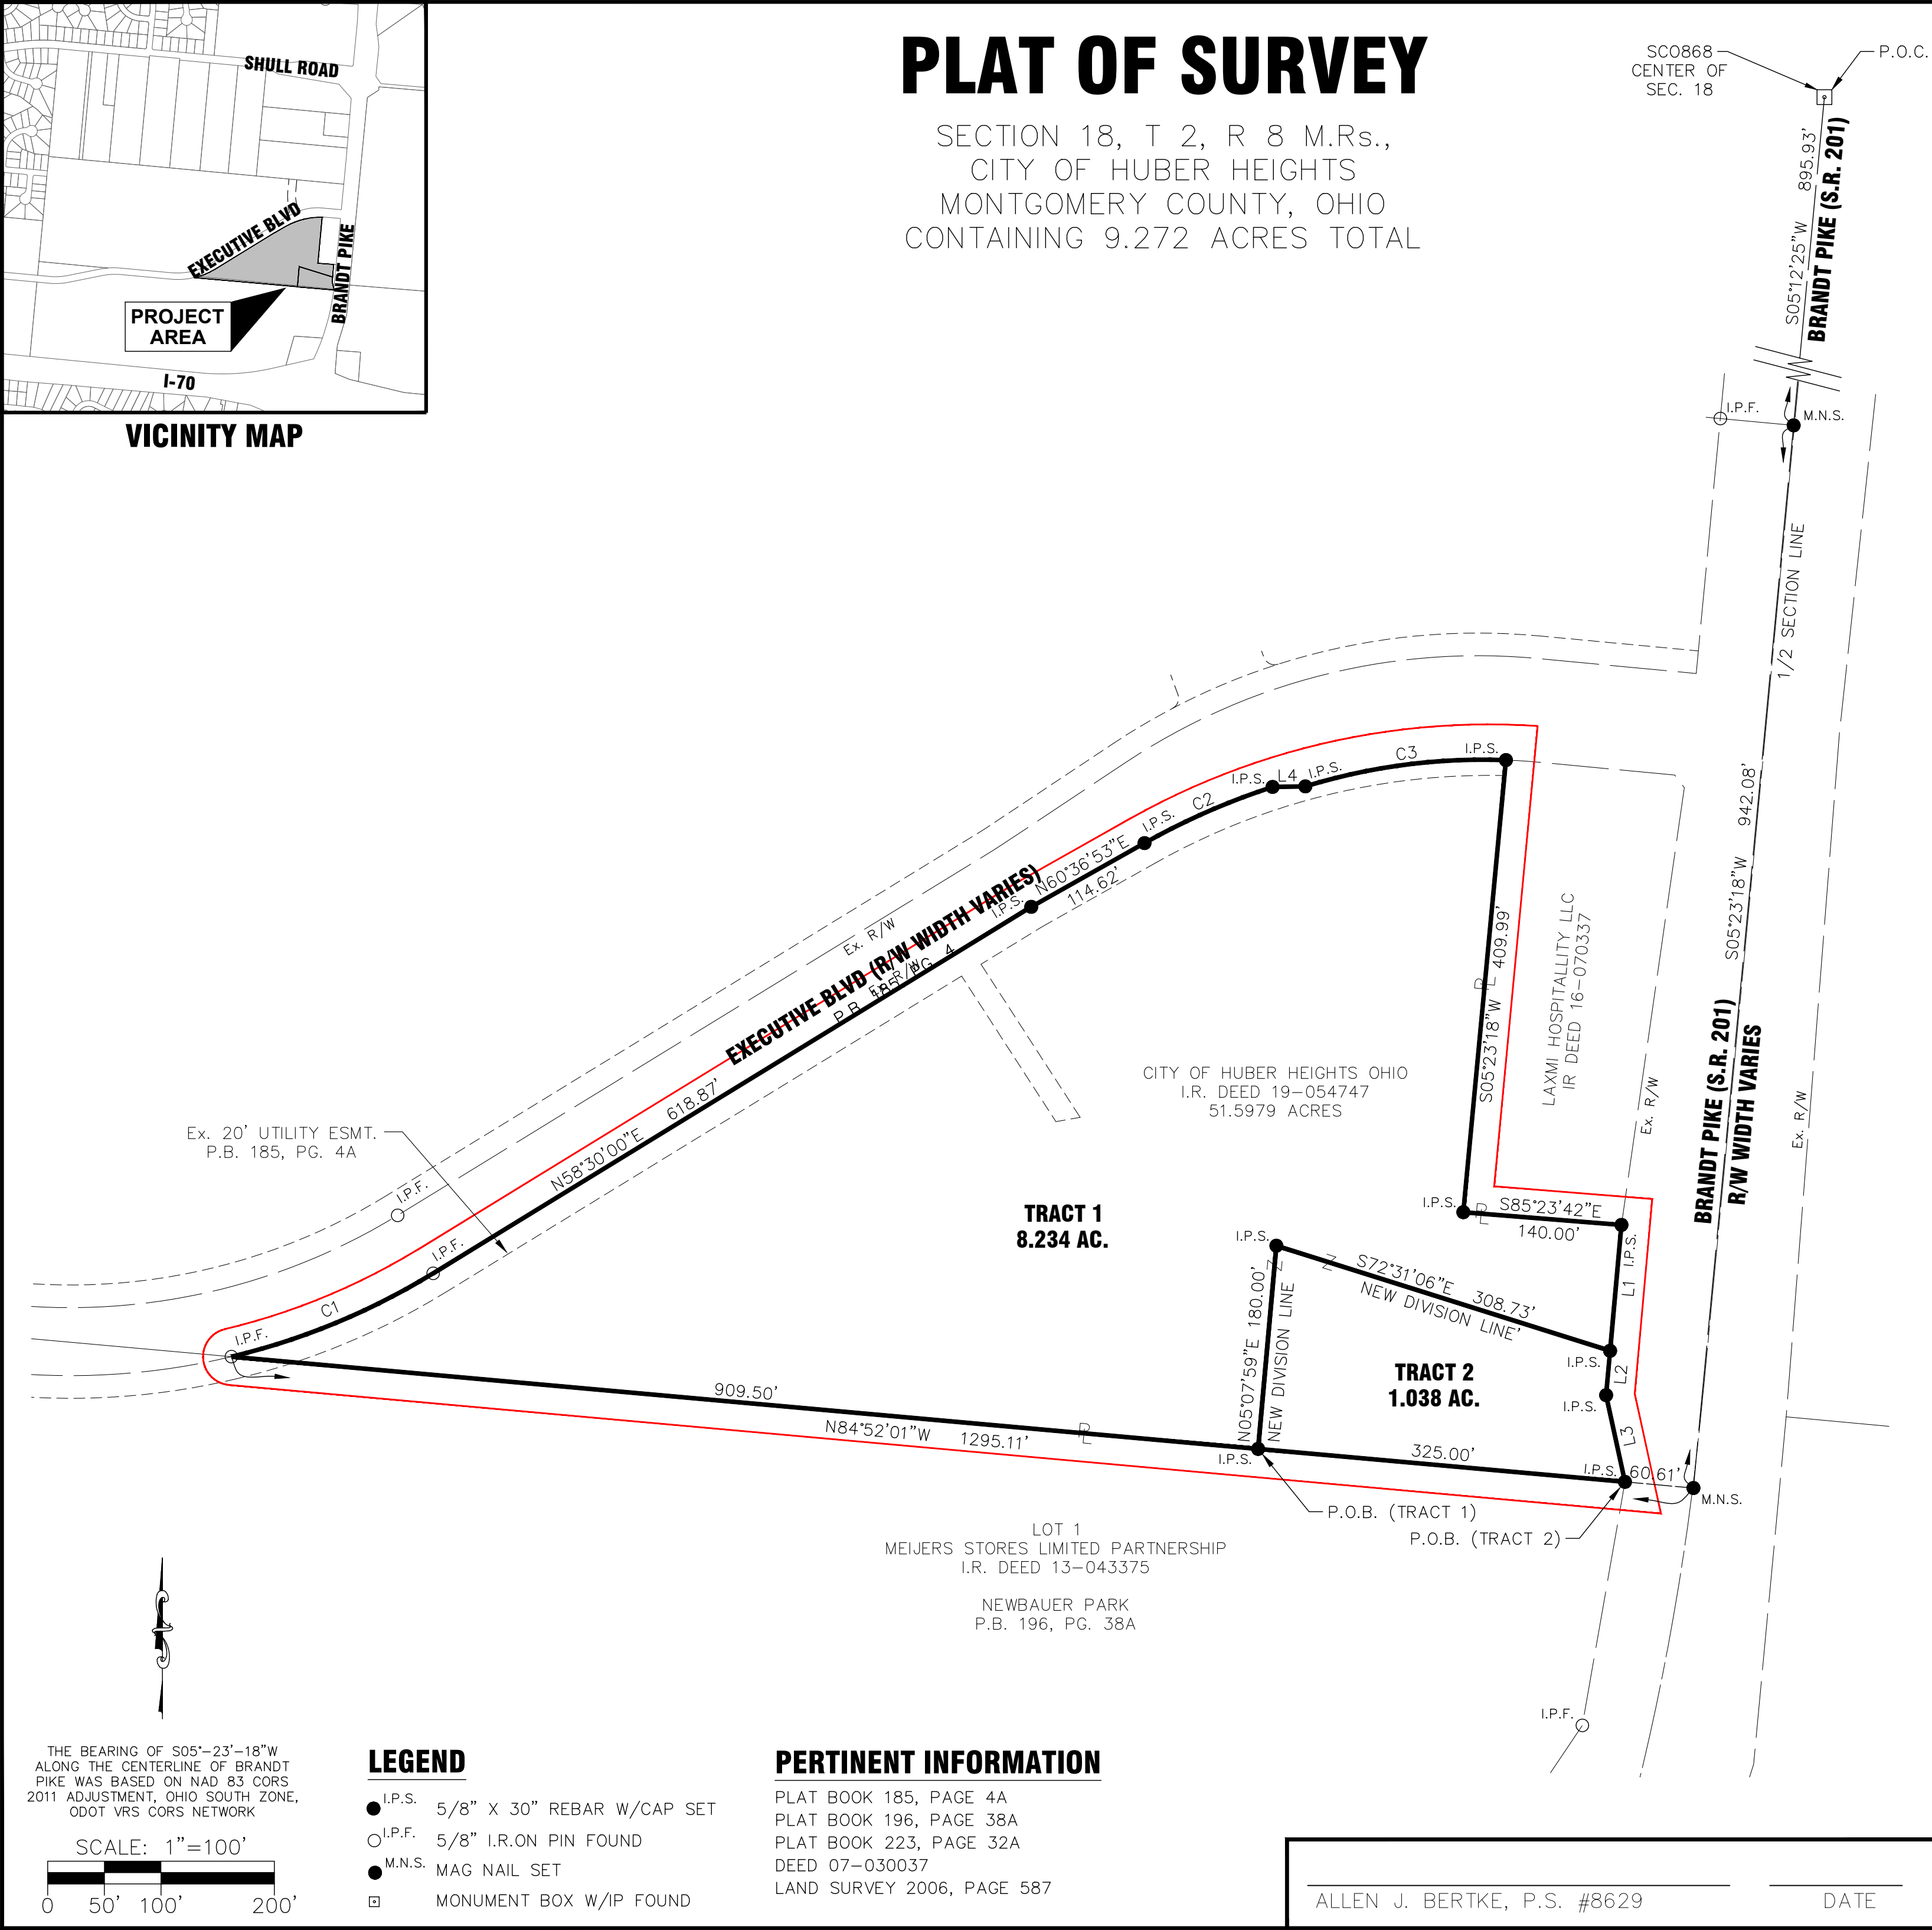 PLAT OF SURVEY
SECTION 18, T 2, R 8 M.Rs.,
CITY OF HUBER HEIGHTS
MONTGOMERY COUNTY, OHIO
CONTAINING 9.272 ACRES TOTAL
SHULL ROAD
EXECUTIVE BLVD
BRANDT PIKE
PROJECT
AREA
I-70
VICINITY MAP
SCO868
CENTER OF
SEC. 18
P.O.C.
S05°12'25"W 895.93'
BRANDT PIKE (S.R. 201)
I.P.F.
M.N.S.
1/2 SECTION LINE
S05°23'18"W 942.08'
BRANDT PIKE (S.R. 201)
R/W WIDTH VARIES
Ex. R/W
Ex. R/W
I.P.S.
C3
I.P.S.
L4
I.P.S.
C2
I.P.S.
N60°36'53"E
114.62'
I.P.S.
EXECUTIVE BLVD (R/W WIDTH VARIES)
P.B. 185, PG. 4
Ex. R/W
Ex. R/W
618.87'
N58°30'00"E
Ex. 20' UTILITY ESMT.
P.B. 185, PG. 4A
I.P.F.
I.P.F.
C1
I.P.F.
S05°23'18"W 409.99'
PL
LAXMI HOSPITALLITY LLC
IR DEED 16-070337
CITY OF HUBER HEIGHTS OHIO
I.R. DEED 19-054747
51.5979 ACRES
TRACT 1
8.234 AC.
I.P.S.
PL
S85°23'42"E
140.00'
I.P.S.
L1
I.P.S.
Z
Z
S72°31'06"E 308.73'
NEW DIVISION LINE'
N05°07'59"E 180.00'
NEW DIVISION LINE
I.P.S.
L2
I.P.S.
L3
TRACT 2
1.038 AC.
909.50'
N84°52'01"W 1295.11'
PL
I.P.S.
325.00'
I.P.S.
60.61'
M.N.S.
P.O.B. (TRACT 1)
P.O.B. (TRACT 2)
LOT 1
MEIJERS STORES LIMITED PARTNERSHIP
I.R. DEED 13-043375
NEWBAUER PARK
P.B. 196, PG. 38A
I.P.F.
THE BEARING OF S05°-23'-18"W
ALONG THE CENTERLINE OF BRANDT
PIKE WAS BASED ON NAD 83 CORS
2011 ADJUSTMENT, OHIO SOUTH ZONE,
ODOT VRS CORS NETWORK
SCALE: 1"=100'
0 50' 100' 200'
LEGEND
I.P.S. 5/8" X 30" REBAR W/CAP SET
I.P.F. 5/8" I.R.ON PIN FOUND
M.N.S. MAG NAIL SET
MONUMENT BOX W/IP FOUND
PERTINENT INFORMATION
PLAT BOOK 185, PAGE 4A
PLAT BOOK 196, PAGE 38A
PLAT BOOK 223, PAGE 32A
DEED 07-030037
LAND SURVEY 2006, PAGE 587
ALLEN J. BERTKE, P.S. #8629
DATE